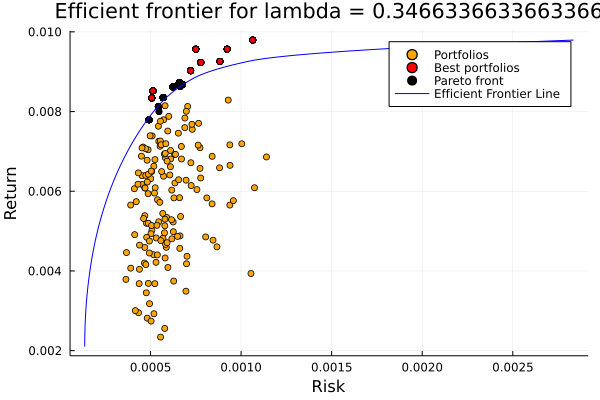 Efficient frontier for lambda = 0.3466336633663366
0.010
Portfolios
Best portfolios
Pareto front
Efficient Frontier Line
0.008
Return
0.006
0.004
0.002
0.0005
0.0010
0.0015
0.0020
0.0025
Risk